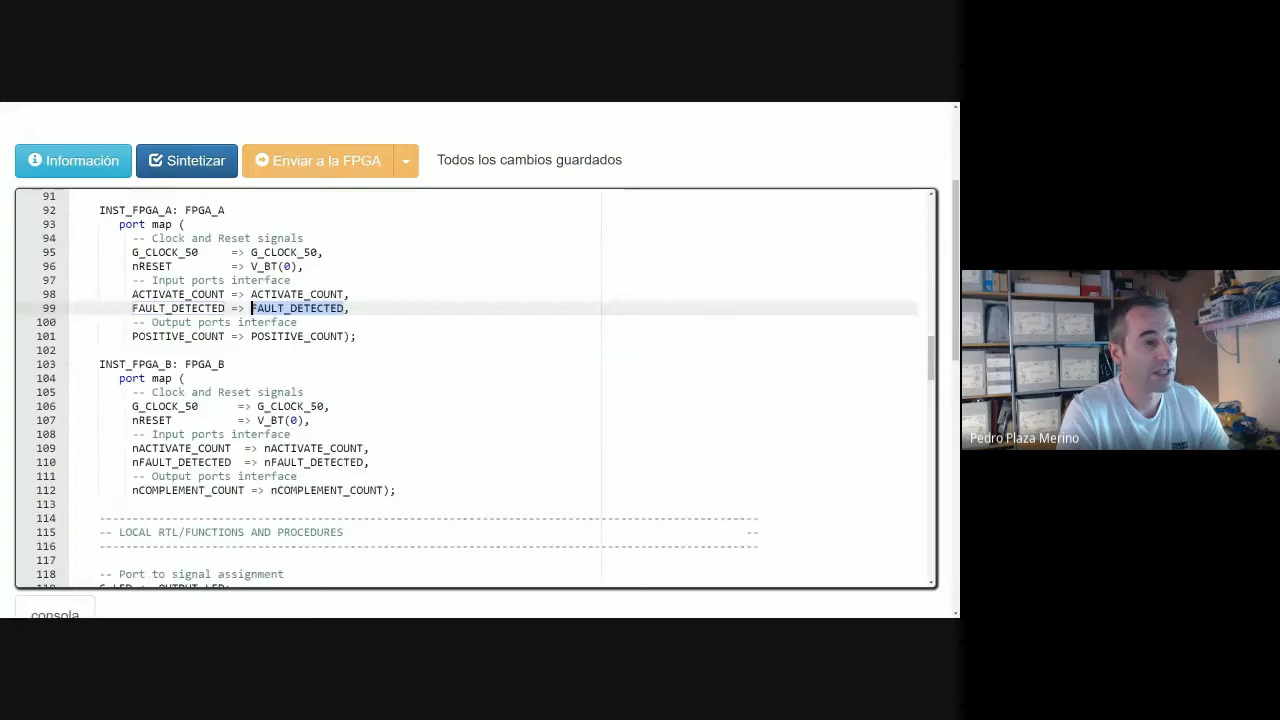 Información
Sintetizar
Enviar a la FPGA
Todos los cambios guardados
91
92 INST_FPGA_A: FPGA_A
93 port map (
94 -- Clock and Reset signals
95 G_CLOCK_50 => G_CLOCK_50,
96 nRESET => V_BT(0),
97 -- Input ports interface
98 ACTIVATE_COUNT => ACTIVATE_COUNT,
99 FAULT_DETECTED => FAULT_DETECTED,
100 -- Output ports interface
101 POSITIVE_COUNT => POSITIVE_COUNT);
102
103 INST_FPGA_B: FPGA_B
104 port map (
105 -- Clock and Reset signals
106 G_CLOCK_50 => G_CLOCK_50,
107 nRESET => V_BT(0),
108 -- Input ports interface
109 nACTIVATE_COUNT => nACTIVATE_COUNT,
110 nFAULT_DETECTED => nFAULT_DETECTED,
111 -- Output ports interface
112 nCOMPLEMENT_COUNT => nCOMPLEMENT_COUNT);
113
114 ----------------------------------------------------------------------------------------------------
115 -- LOCAL RTL/FUNCTIONS AND PROCEDURES --
116 ----------------------------------------------------------------------------------------------------
117
118 -- Port to signal assignment
119 G_LED <= OUTPUT_LED;
consola
Pedro Plaza Merino